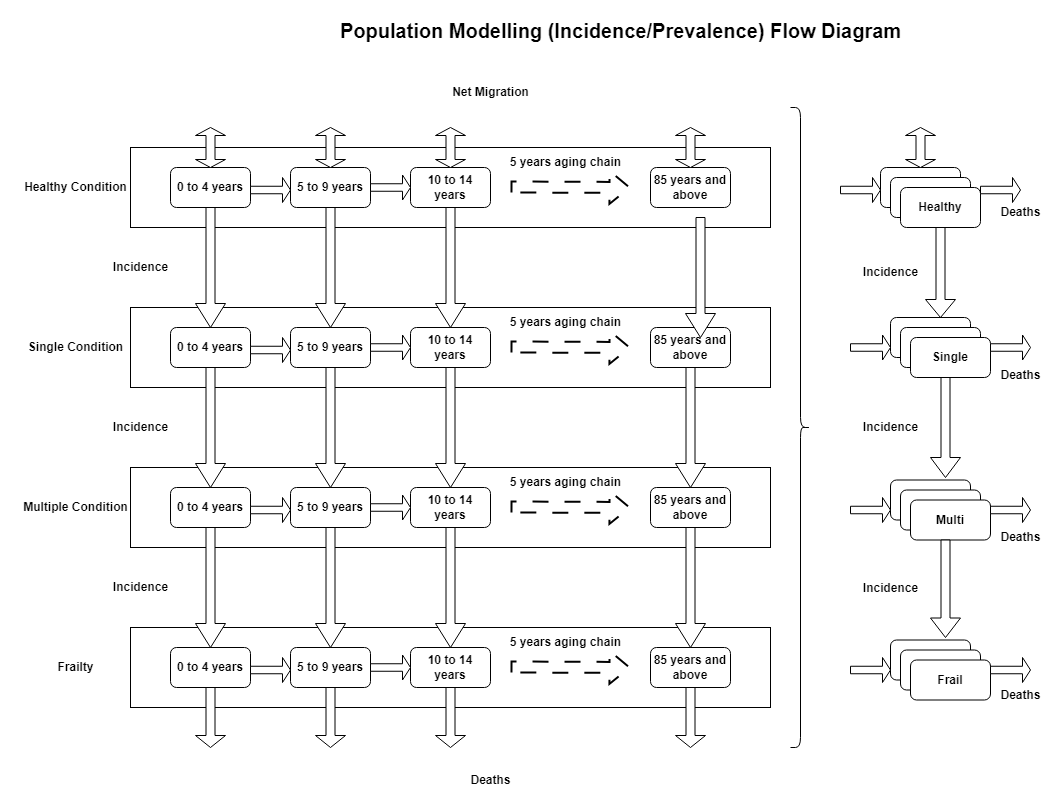 Population Modelling (Incidence/Prevalence) Flow Diagram
Net Migration
Healthy Condition
0 to 4 years
5 to 9 years
10 to 14
years
5 years aging chain
85 years and
above
Healthy
Deaths
Incidence
Incidence
Single Condition
0 to 4 years
5 to 9 years
10 to 14
years
5 years aging chain
85 years and
above
Single
Deaths
Incidence
Incidence
Multiple Condition
0 to 4 years
5 to 9 years
10 to 14
years
5 years aging chain
85 years and
above
Multi
Deaths
Incidence
Incidence
Frailty
0 to 4 years
5 to 9 years
10 to 14
years
5 years aging chain
85 years and
above
Frail
Deaths
Deaths